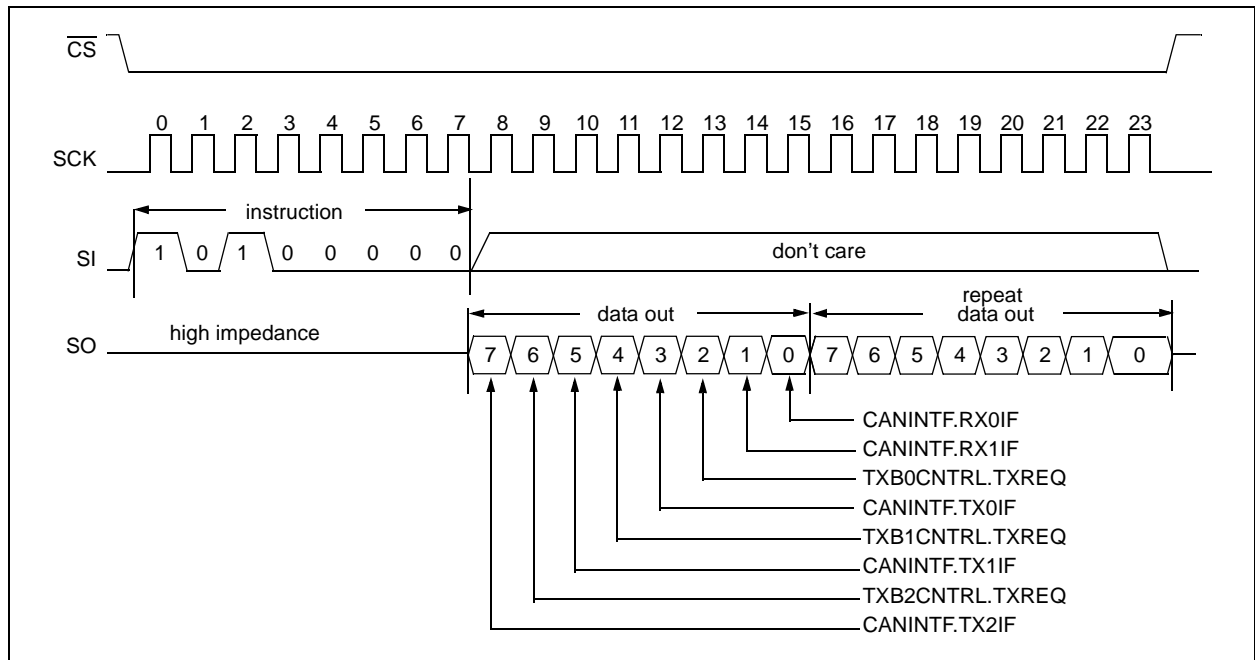 CS
0 1 2 3 4 5 6 7 8 9 10 11 12 13 14 15 16 17 18 19 20 21 22 23
SCK
instruction
SI 1 0 1 0 0 0 0 0 don't care
repeat
data out data out
high impedance
SO 7 6 5 4 3 2 1 0 7 6 5 4 3 2 1 0
CANINTF.RX0IF
CANINTF.RX1IF
TXB0CNTRL.TXREQ
CANINTF.TX0IF
TXB1CNTRL.TXREQ
CANINTF.TX1IF
TXB2CNTRL.TXREQ
CANINTF.TX2IF